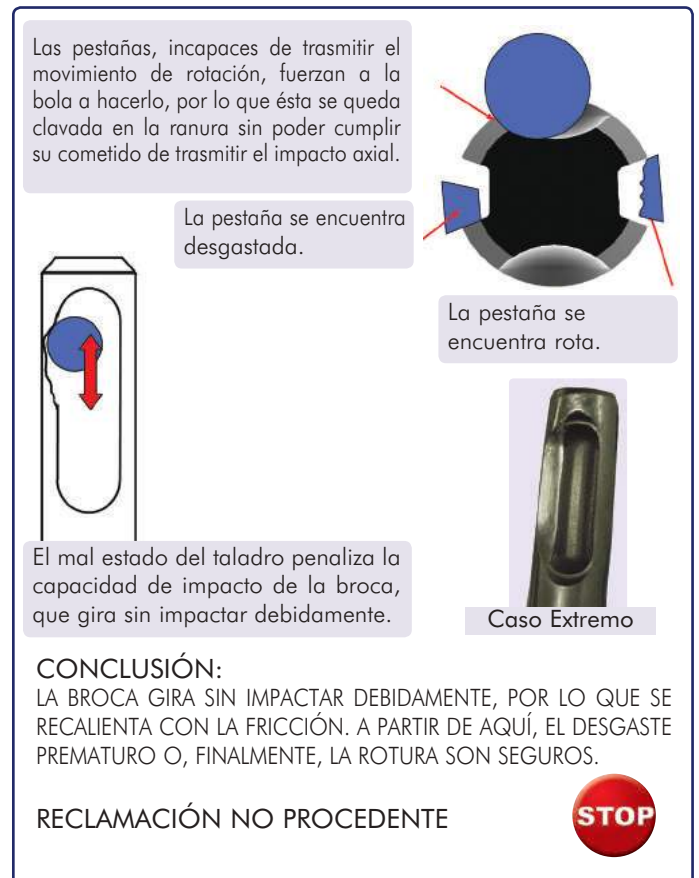 Las pestañas, incapaces de trasmitir el
movimiento de rotación, fuerzan a la
bola a hacerlo, por lo que ésta se queda
clavada en la ranura sin poder cumplir
su cometido de trasmitir el impacto axial.
La pestaña se encuentra
desgastada.
La pestaña se
encuentra rota.
El mal estado del taladro penaliza la
capacidad de impacto de la broca,
que gira sin impactar debidamente.
Caso Extremo
CONCLUSIÓN:
LA BROCA GIRA SIN IMPACTAR DEBIDAMENTE, POR LO QUE SE
RECALIENTA CON LA FRICCIÓN. A PARTIR DE AQUÍ, EL DESGASTE
PREMATURO O, FINALMENTE, LA ROTURA SON SEGUROS.
RECLAMACIÓN NO PROCEDENTE
STOP